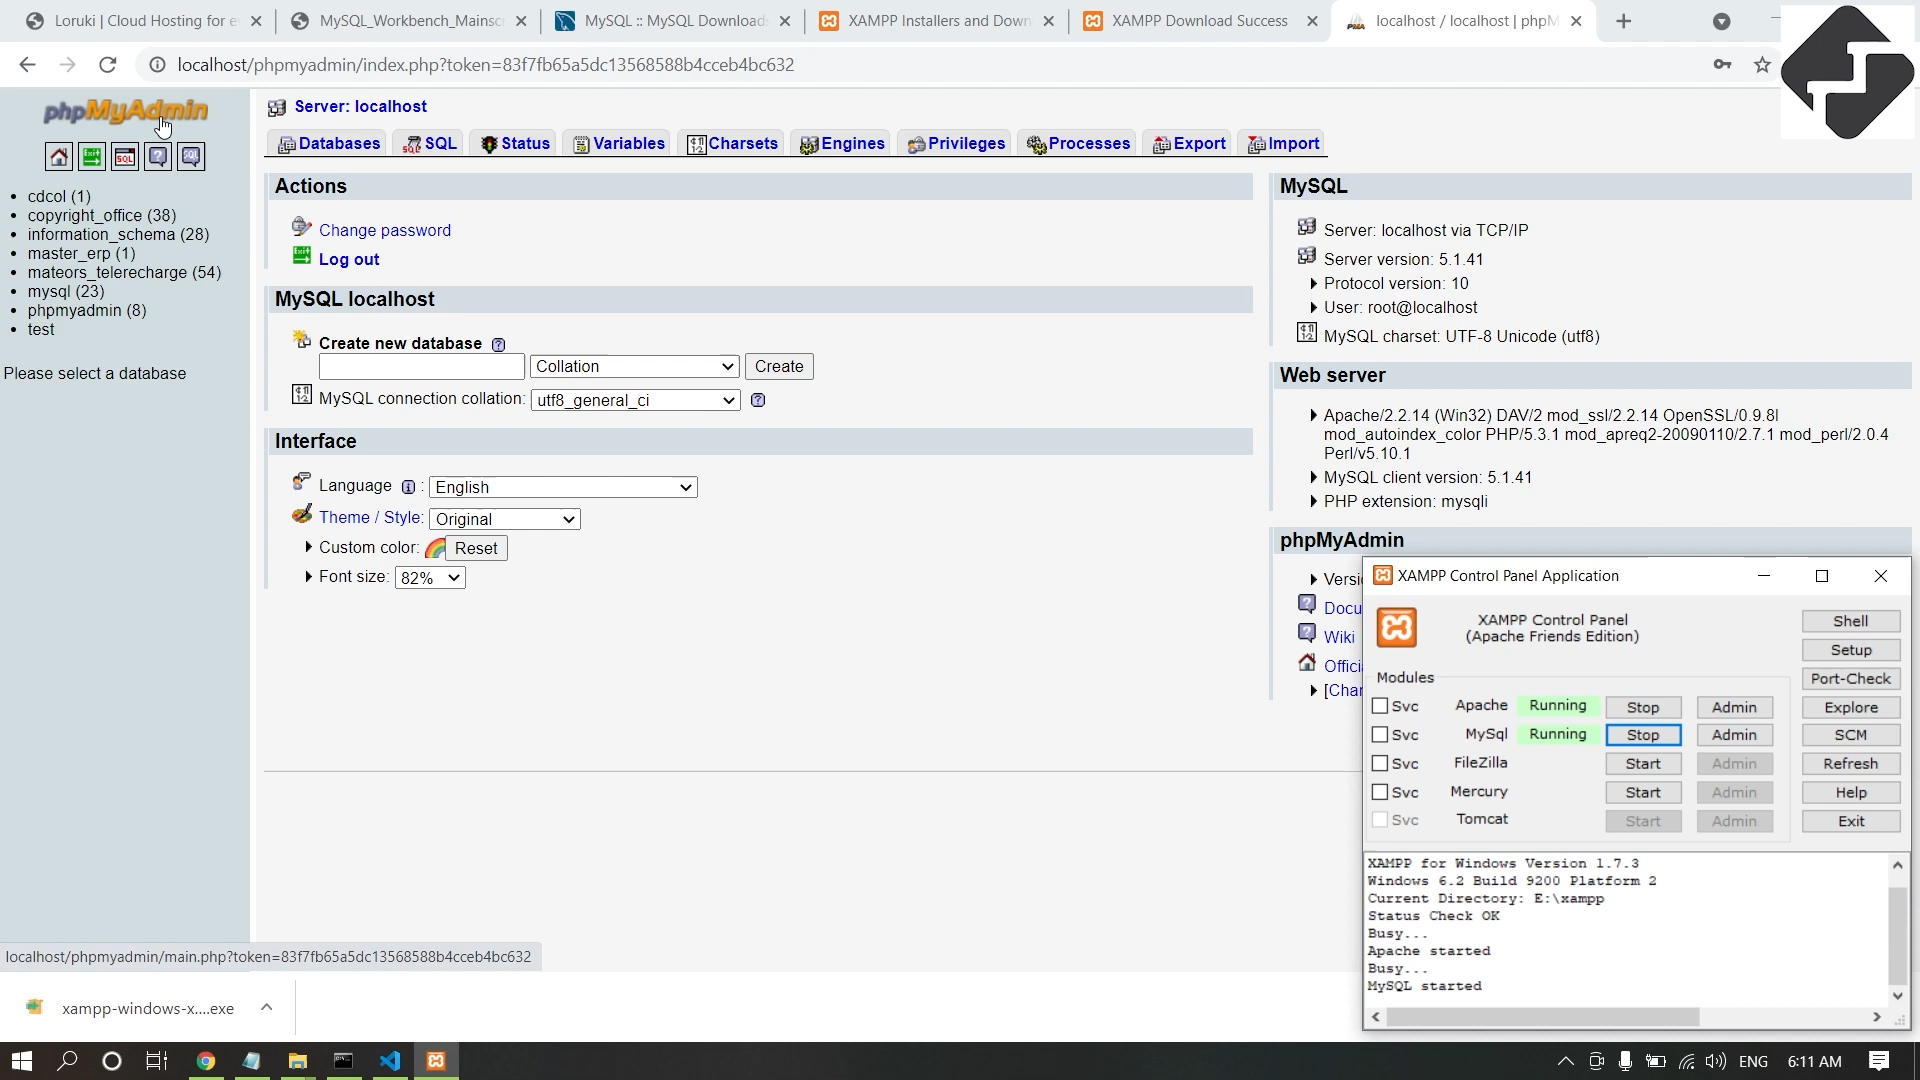 Loruki | Cloud Hosting for e
MySQL_Workbench_Mainsc
MySQL :: MySQL Downloads
XAMPP Installers and Down
XAMPP Download Success
localhost / localhost | phpM
localhost/phpmyadmin/index.php?token=83f7fb65a5dc13568588b4cceb4bc632
phpMyAdmin
cdcol (1)
copyright_office (38)
information_schema (28)
master_erp (1)
mateors_telerecharge (54)
mysql (23)
phpmyadmin (8)
test
Please select a database
Server: localhost
Databases SQL Status Variables Charsets Engines Privileges Processes Export Import
Actions
Change password
Log out
MySQL localhost
Create new database
Collation Create
MySQL connection collation: utf8_general_ci
Interface
Language : English
Theme / Style: Original
Custom color: Reset
Font size: 82%
MySQL
Server: localhost via TCP/IP
Server version: 5.1.41
Protocol version: 10
User: root@localhost
MySQL charset: UTF-8 Unicode (utf8)
Web server
Apache/2.2.14 (Win32) DAV/2 mod_ssl/2.2.14 OpenSSL/0.9.8l
mod_autoindex_color PHP/5.3.1 mod_apreq2-20090110/2.7.1 mod_perl/2.0.4
Perl/v5.10.1
MySQL client version: 5.1.41
PHP extension: mysqli
phpMyAdmin
Versi
Docu
Wiki
Offici
[Char
XAMPP Control Panel Application
XAMPP Control Panel
(Apache Friends Edition)
Modules
Svc Apache Running Stop Admin
Svc MySql Running Stop Admin
Svc FileZilla Start Admin
Svc Mercury Start Admin
Svc Tomcat Start Admin
Shell
Setup
Port-Check
Explore
SCM
Refresh
Help
Exit
XAMPP for Windows Version 1.7.3
Windows 6.2 Build 9200 Platform 2
Current Directory: E:\xampp
Status Check OK
Busy...
Apache started
Busy...
MySQL started
localhost/phpmyadmin/main.php?token=83f7fb65a5dc13568588b4cceb4bc632
xampp-windows-x....exe
ENG 6:11 AM